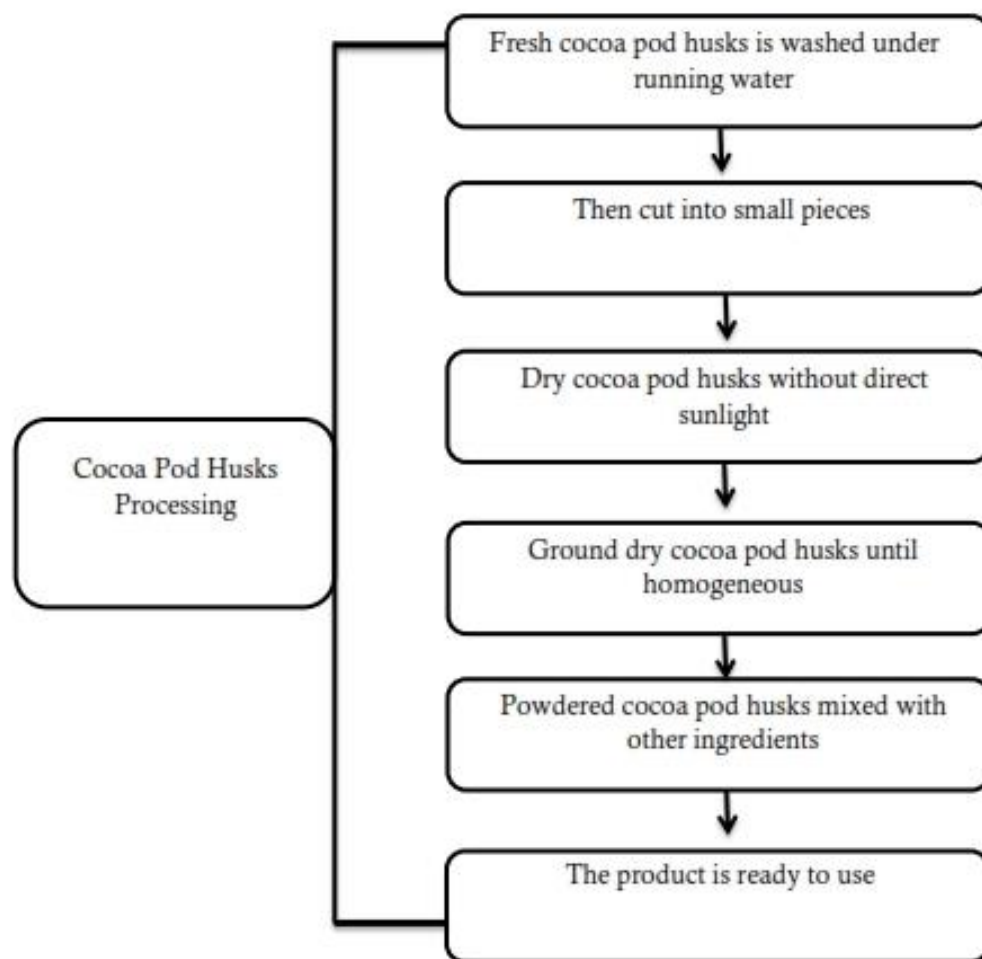 Fresh cocoa pod husks is washed under
running water
Then cut into small pieces
Dry cocoa pod husks without direct
sunlight
Cocoa Pod Husks
Processing
Ground dry cocoa pod husks until
homogeneous
Powdered cocoa pod husks mixed with
other ingredients
The product is ready to use